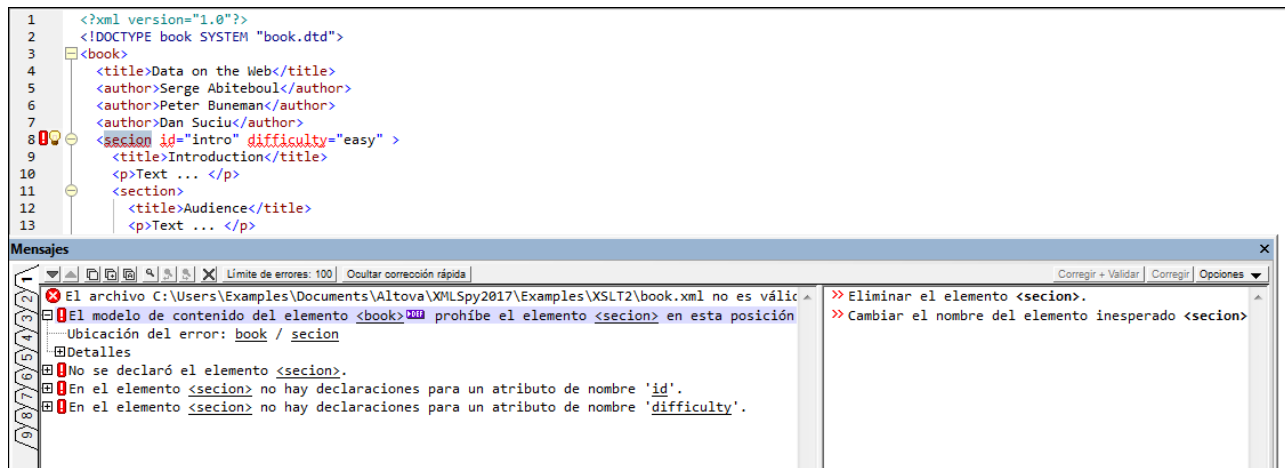 1 <?xml version="1.0"?>
2 <!DOCTYPE book SYSTEM "book.dtd">
3 <book>
4 <title>Data on the Web</title>
5 <author>Serge Abiteboul</author>
6 <author>Peter Buneman</author>
7 <author>Dan Suciu</author>
8 <secion id="intro" difficulty="easy" >
9 <title>Introduction</title>
10 <p>Text ... </p>
11 <section>
12 <title>Audience</title>
13 <p>Text ... </p>
Mensajes
Límite de errores: 100 Ocultar corrección rápida Corregir + Validar Corregir Opciones
1
2
3
4
5
6
7
8
9
El archivo C:\Users\Examples\Documents\Altova\XMLSpy2017\Examples\XSLT2\book.xml no es
El modelo de contenido del elemento <book> DEF prohíbe el elemento <secion> en esta posición
Ubicación del error: book / secion
Detalles
No se declaró el elemento <secion>.
En el elemento <secion> no hay declaraciones para un atributo de nombre 'id'.
En el elemento <secion> no hay declaraciones para un atributo de nombre 'difficulty'.
>> Eliminar el elemento <secion>.
>> Cambiar el nombre del elemento inesperado <secion>